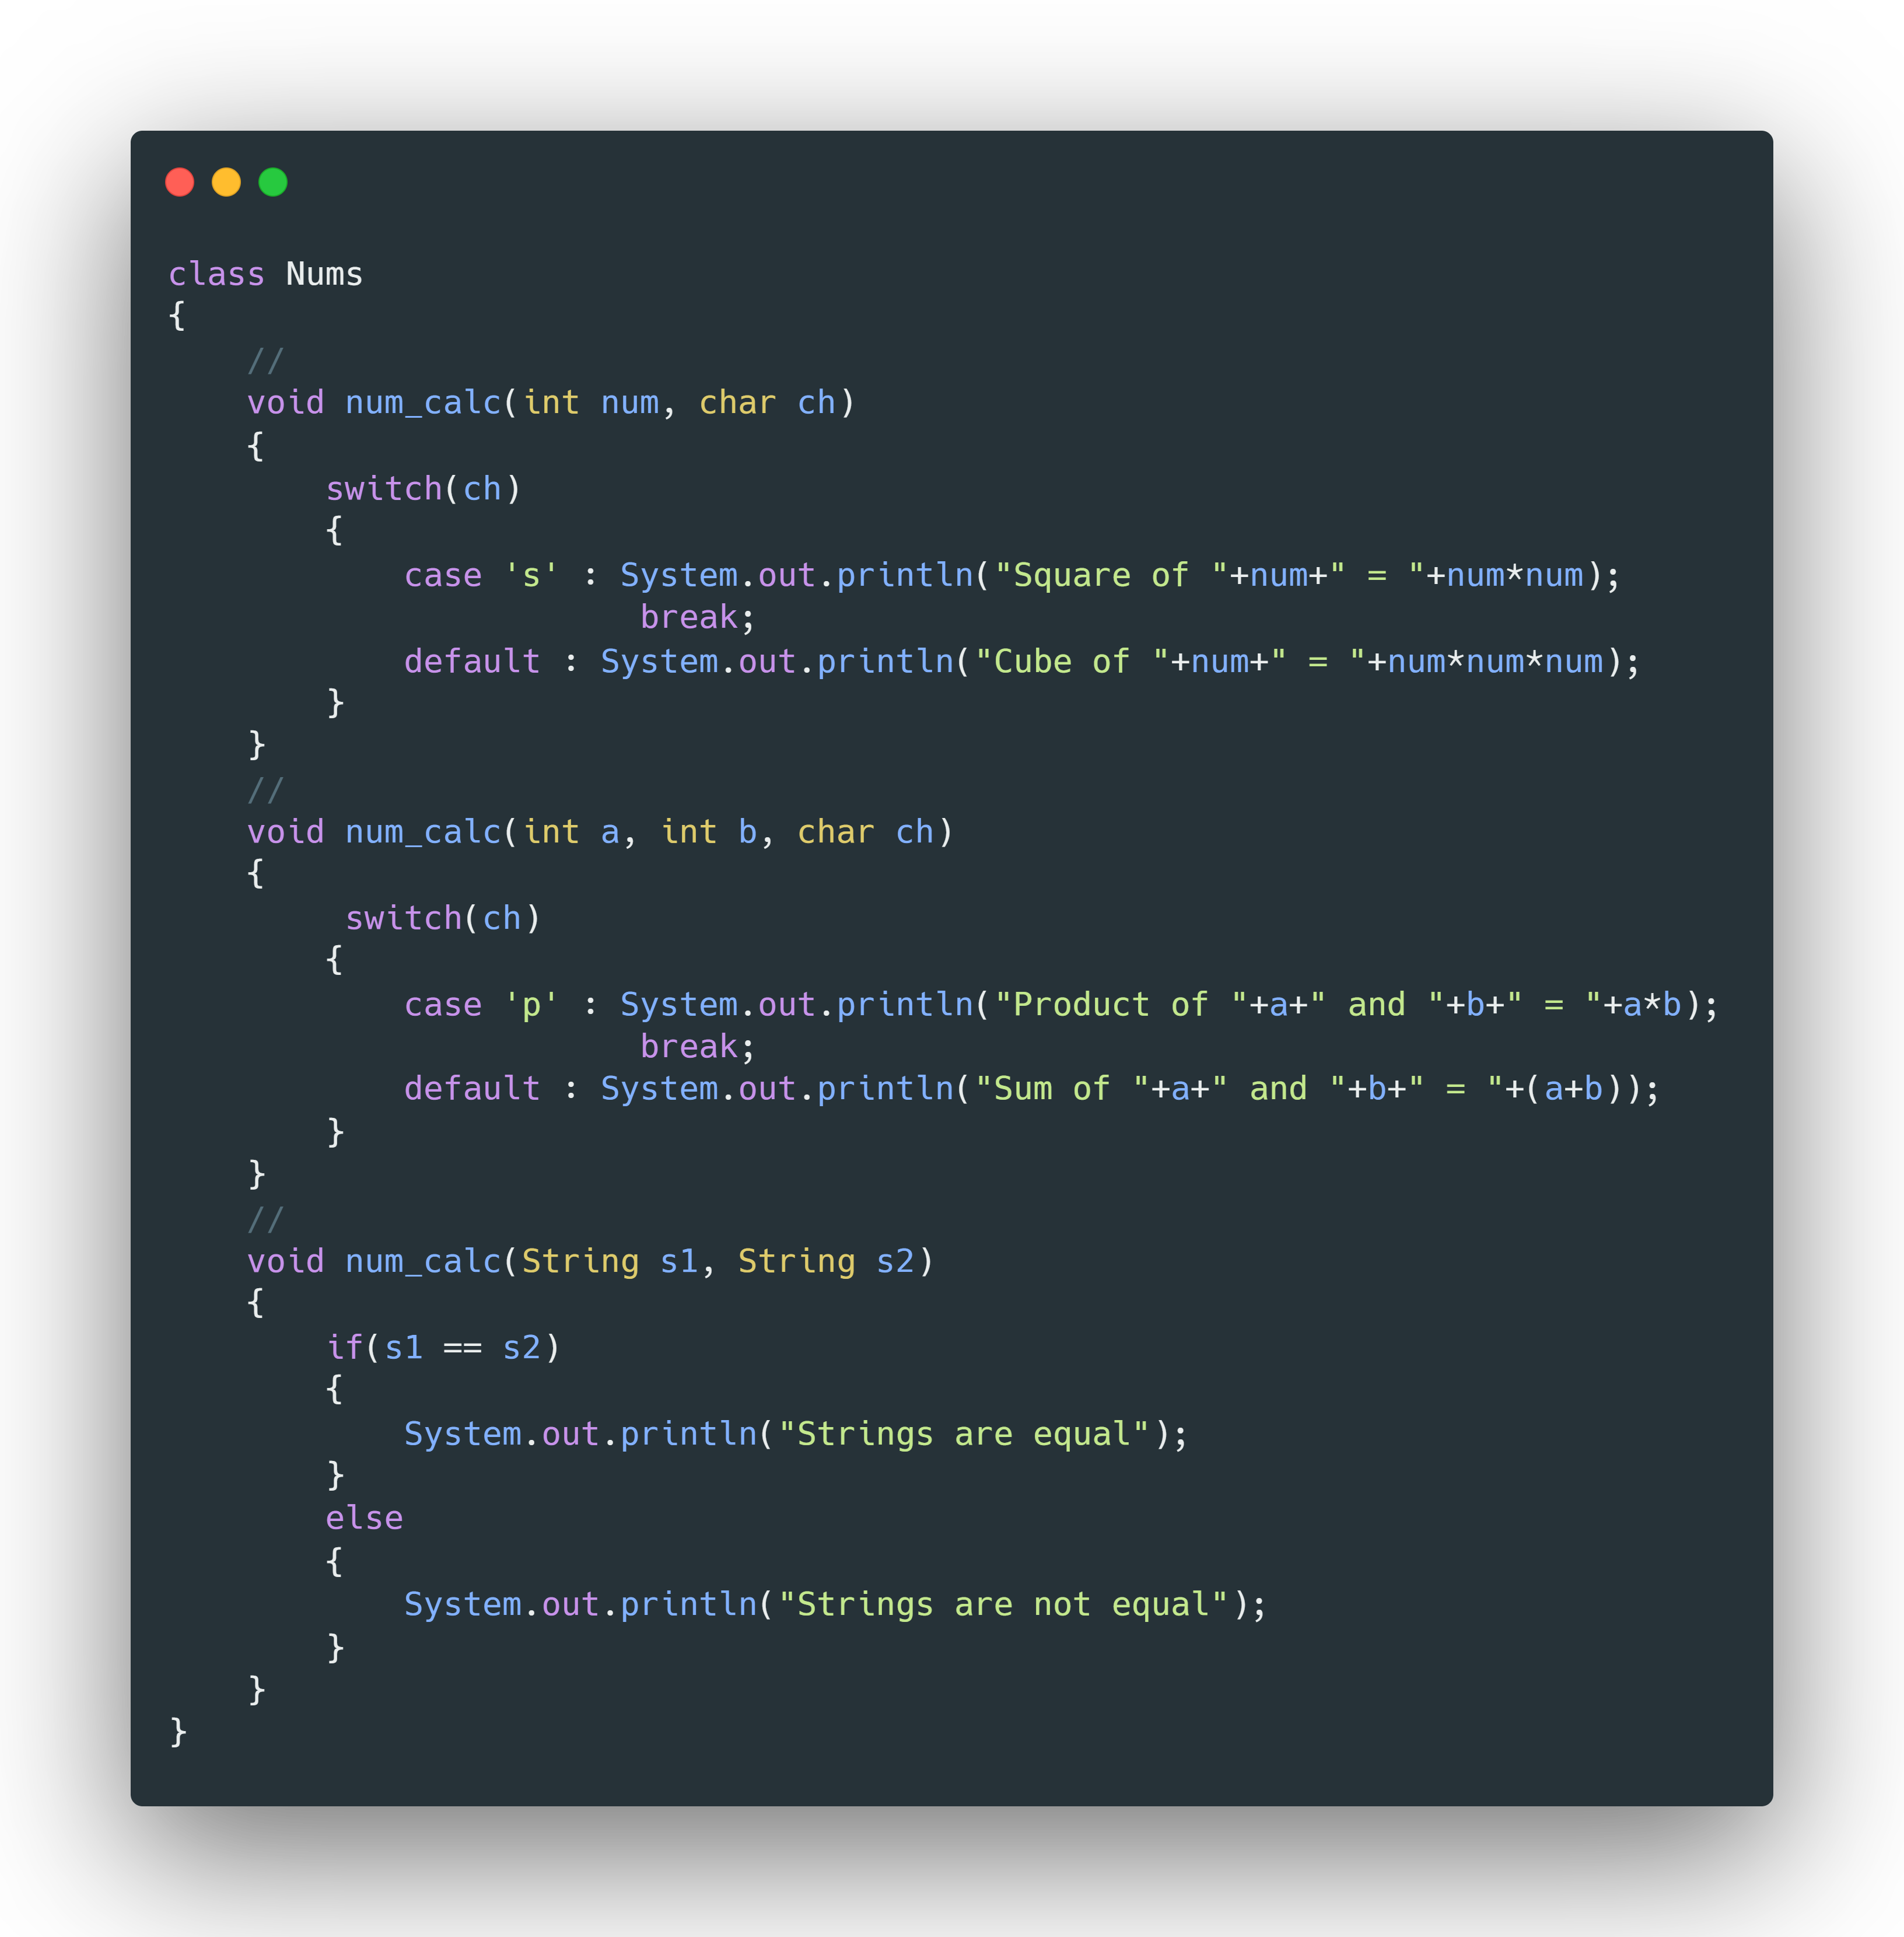 class Nums
{
    //
    void num_calc(int num, char ch)
    {
        switch(ch)
        {
            case 's' : System.out.println("Square of "+num+" = "+num*num);
                        break;
            default : System.out.println("Cube of "+num+" = "+num*num*num);
        }
    }
    //
    void num_calc(int a, int b, char ch)
    {
         switch(ch)
        {
            case 'p' : System.out.println("Product of "+a+" and "+b+" = "+a*b);
                        break;
            default : System.out.println("Sum of "+a+" and "+b+" = "+(a+b));
        }
    }
    //
    void num_calc(String s1, String s2)
    {
        if(s1 == s2)
        {
            System.out.println("Strings are equal");
        }
        else
        {
            System.out.println("Strings are not equal");
        }
    }
}